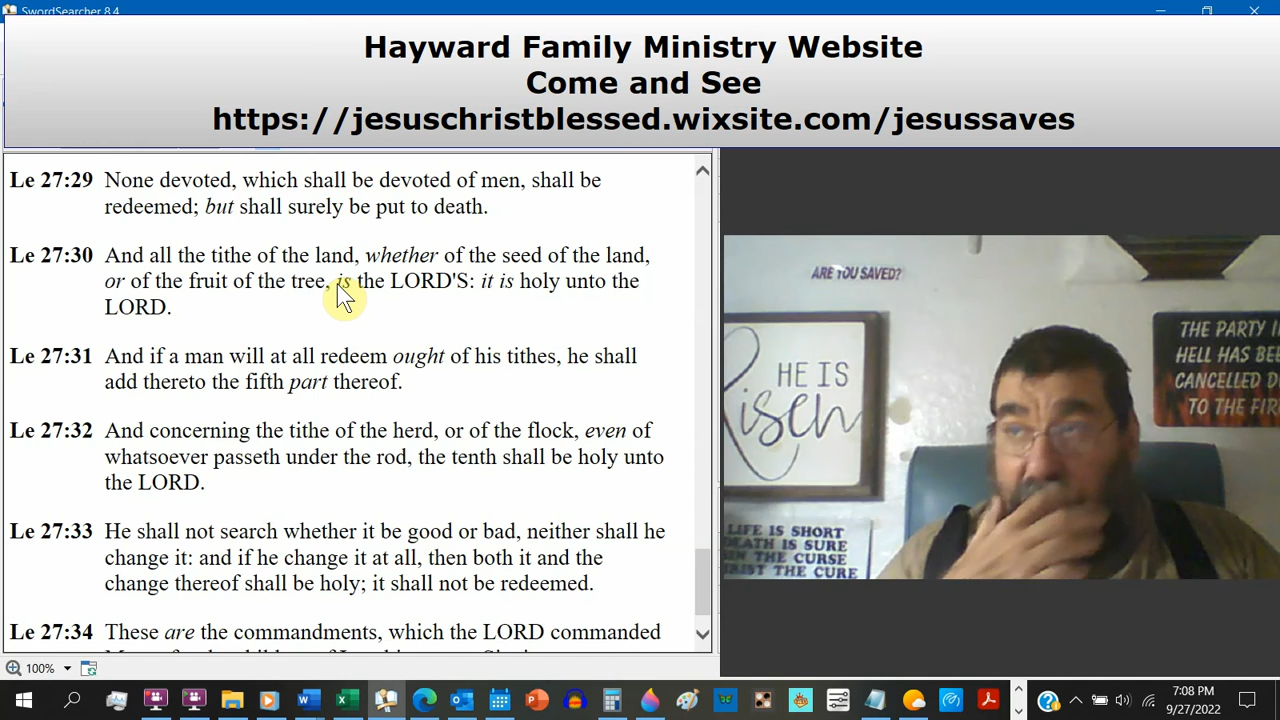 SwordSearcher 8.4
Hayward Family Ministry Website
Come and See
https://jesuschristblessed.wixsite.com/jesussaves
Le 27:29 None devoted, which shall be devoted of men, shall be
redeemed; but shall surely be put to death.
Le 27:30 And all the tithe of the land, whether of the seed of the land,
or of the fruit of the tree, is the LORD'S: it is holy unto the
LORD.
Le 27:31 And if a man will at all redeem ought of his tithes, he shall
add thereto the fifth part thereof.
Le 27:32 And concerning the tithe of the herd, or of the flock, even of
whatsoever passeth under the rod, the tenth shall be holy unto
the LORD.
Le 27:33 He shall not search whether it be good or bad, neither shall he
change it: and if he change it at all, then both it and the
change thereof shall be holy; it shall not be redeemed.
Le 27:34 These are the commandments, which the LORD commanded
100%
ARE YOU SAVED?
HE IS
Risen
THE PARTY I
HELL HAS BEE
CANCELLED D
TO THE FIR
LIFE IS SHORT
DEATH IS SURE
THE CURSE
THE CURE
7:08 PM
9/27/2022